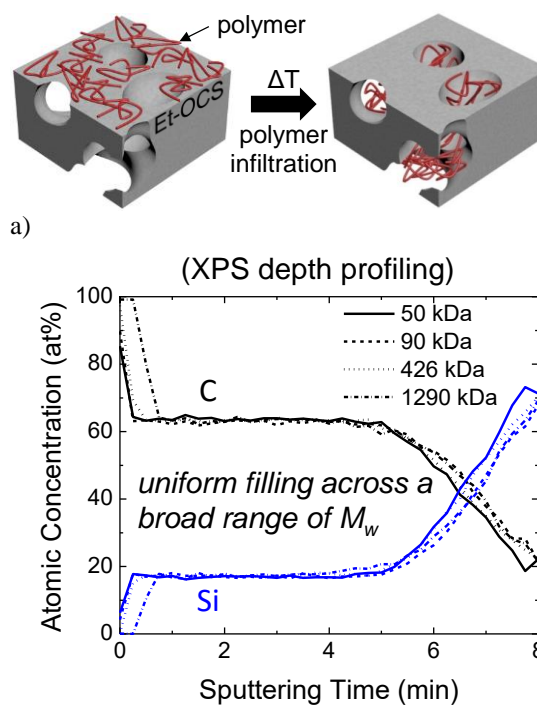 polymer
Et-OCS
ΔT
polymer
infiltration
a)
(XPS depth profiling)
Atomic Concentration (at%)
100
80
60
40
20
0
C
Si
50 kDa
90 kDa
426 kDa
1290 kDa
uniform filling across a
broad range of Mw
0 2 4 6 8
Sputtering Time (min)